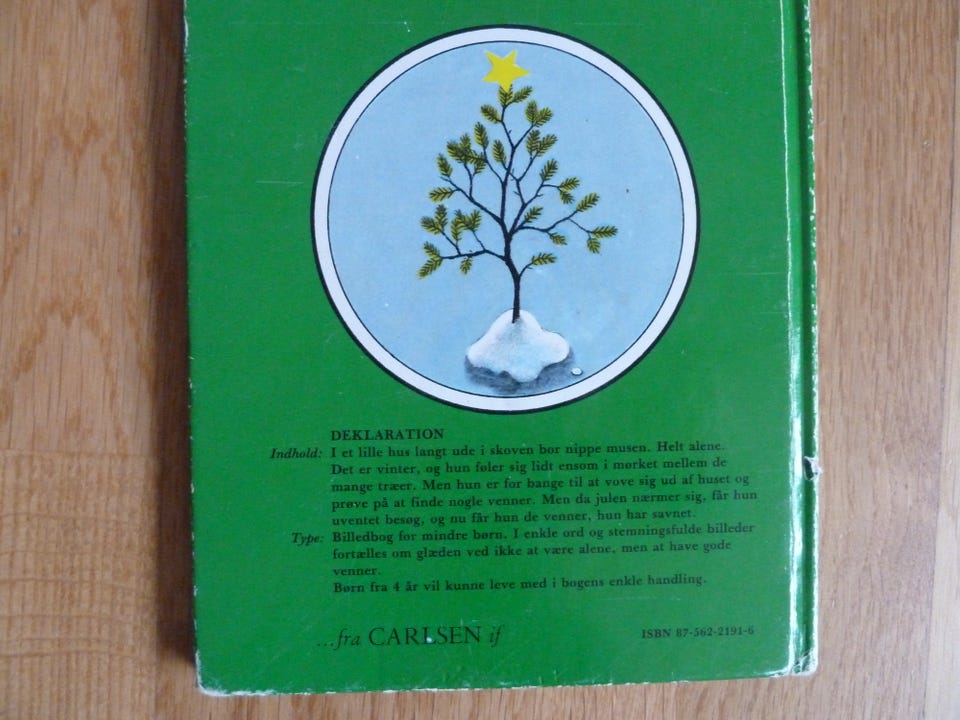 DEKLARATION
Indhold: I et lille hus langt ude i skoven bor nippe musen. Helt alene.
Det er vinter, og hun føler sig lidt ensom i mørket mellem de
mange træer. Men hun er for bange til at vove sig ud af huset og
prøve på at finde nogle venner. Men da julen nærmer sig, får hun
uventet besøg, og nu får hun de venner, hun har savnet.
Type: Billedbog for mindre børn. I enkle ord og stemningsfulde billeder
fortælles om glæden ved ikke at være alene, men at have gode
venner.
Børn fra 4 år vil kunne leve med i bogens enkle handling.
...fra CARLSEN if
ISBN 87-562-2191-6